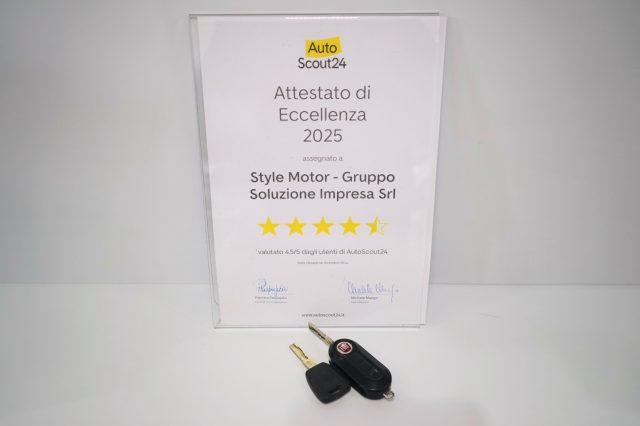 Auto
Scout24
Attestato di
Eccellenza
2025
assegnato a
Style Motor - Gruppo
Soluzione Impresa Srl
valutato 4.5/5 dagli utenti di AutoScout24
www.autoscout24.it